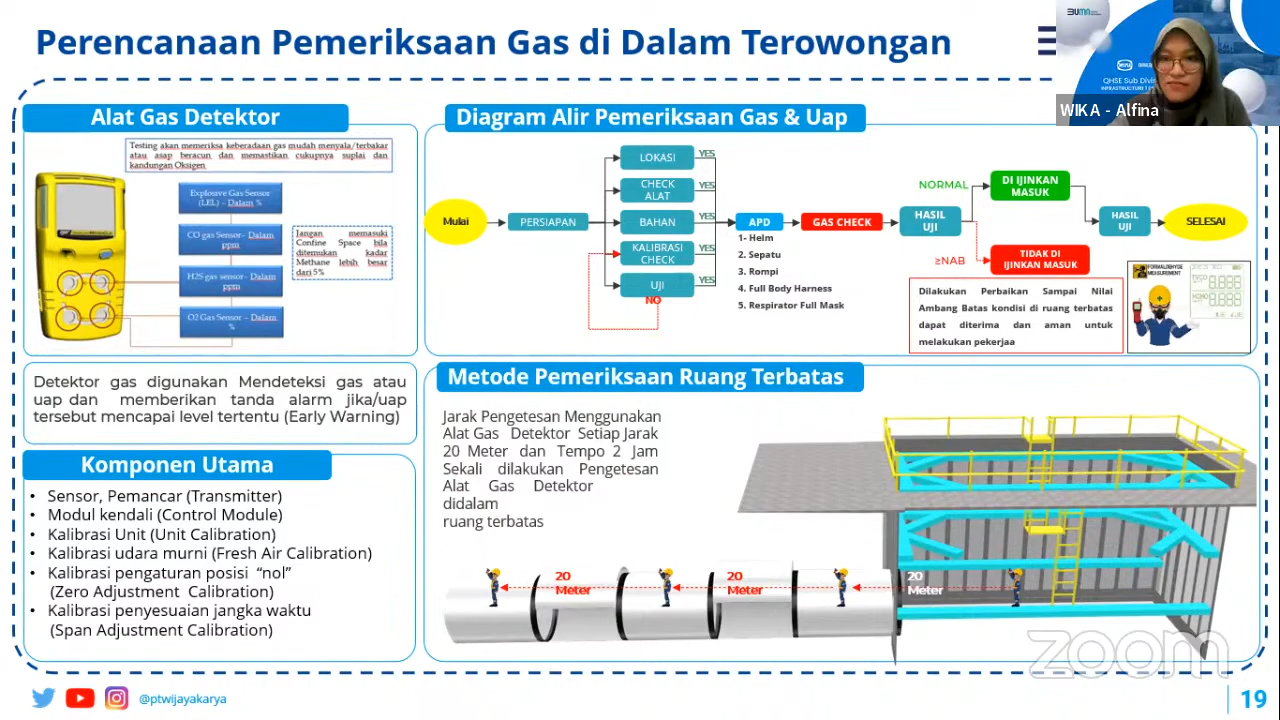 Perencanaan Pemeriksaan Gas di Dalam Terowongan
BUMN
WIKA
QHSE Sub Divi
INFRASTRUCTURE 1
WIKA - Alfina
Alat Gas Detektor
Testing akan memeriksa keberadaan gas mudah menyala/terbakar
atau asap beracun dan memastikan cukupnya suplai dan
kandungan Oksigen
Explosive Gas Sensor
(LEL) – Dalam %
CO gas Sensor- Dalam
ppm
H2S gas sensor- Dalam
ppm
O2 Gas Sensor – Dalam
%
Jangan memasuki
Confine Space bila
ditemukan kadar
Methane lebih besar
dari 5%
Detektor gas digunakan Mendeteksi gas atau
uap dan memberikan tanda alarm jika/uap
tersebut mencapai level tertentu (Early Warning)
Komponen Utama
• Sensor, Pemancar (Transmitter)
• Modul kendali (Control Module)
• Kalibrasi Unit (Unit Calibration)
• Kalibrasi udara murni (Fresh Air Calibration)
• Kalibrasi pengaturan posisi “nol”
(Zero Adjustment Calibration)
• Kalibrasi penyesuaian jangka waktu
(Span Adjustment Calibration)
Diagram Alir Pemeriksaan Gas & Uap
Mulai
PERSIAPAN
LOKASI
YES
CHECK
ALAT
YES
BAHAN
YES
KALIBRASI
CHECK
YES
UJI
YES
NO
APD
1- Helm
2. Sepatu
3. Rompi
4. Full Body Harness
5. Respirator Full Mask
GAS CHECK
HASIL
UJI
NORMAL
DI IJINKAN
MASUK
≥NAB
TIDAK DI
IJINKAN MASUK
HASIL
UJI
SELESAI
Dilakukan Perbaikan Sampai Nilai
Ambang Batas kondisi di ruang terbatas
dapat diterima dan aman untuk
melakukan pekerjaa
FORMALDEHYDE
MEASUREMENT
Metode Pemeriksaan Ruang Terbatas
Jarak Pengetesan Menggunakan
Alat Gas Detektor Setiap Jarak
20 Meter dan Tempo 2 Jam
Sekali dilakukan Pengetesan
Alat Gas Detektor
didalam
ruang terbatas
20
Meter
20
Meter
20
Meter
20
Meter
zoom
@ptwijayakarya
19